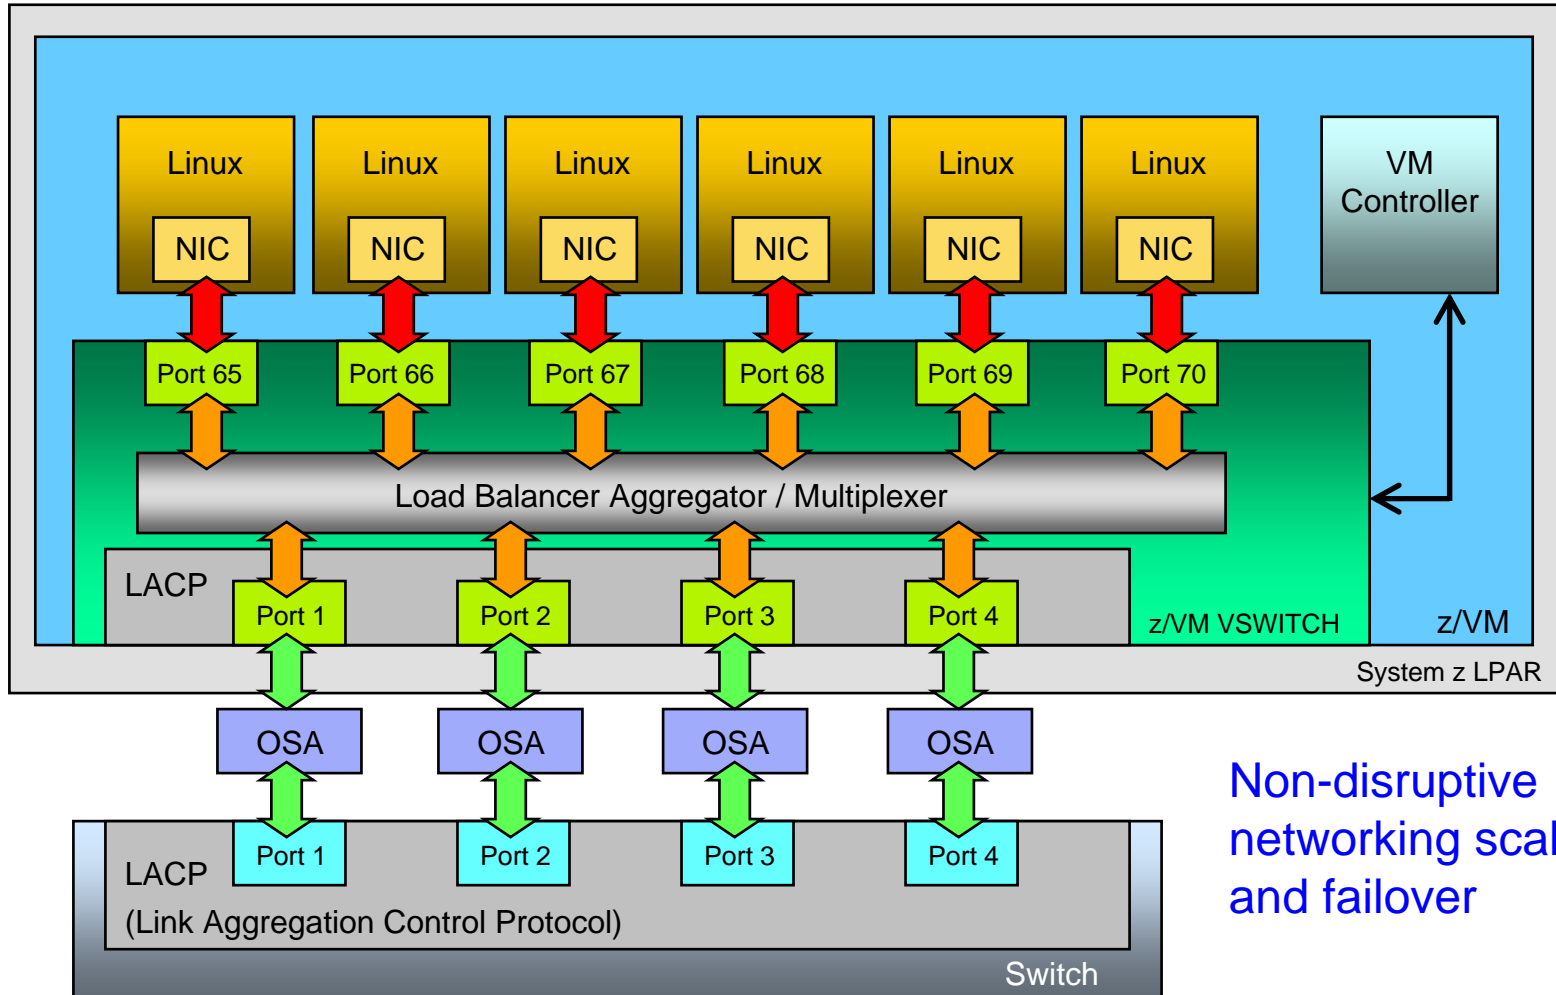 Linux Linux Linux Linux Linux Linux
VM
Controller
NIC NIC NIC NIC NIC NIC
Port 65 Port 66 Port 67 Port 68 Port 69 Port 70
Load Balancer Aggregator / Multiplexer
LACP
Port 1 Port 2 Port 3 Port 4
z/VM VSWITCH
z/VM
System z LPAR
OSA OSA OSA OSA
Port 1 Port 2 Port 3 Port 4
LACP
(Link Aggregation Control Protocol)
Switch
Non-disruptive
networking
and failover